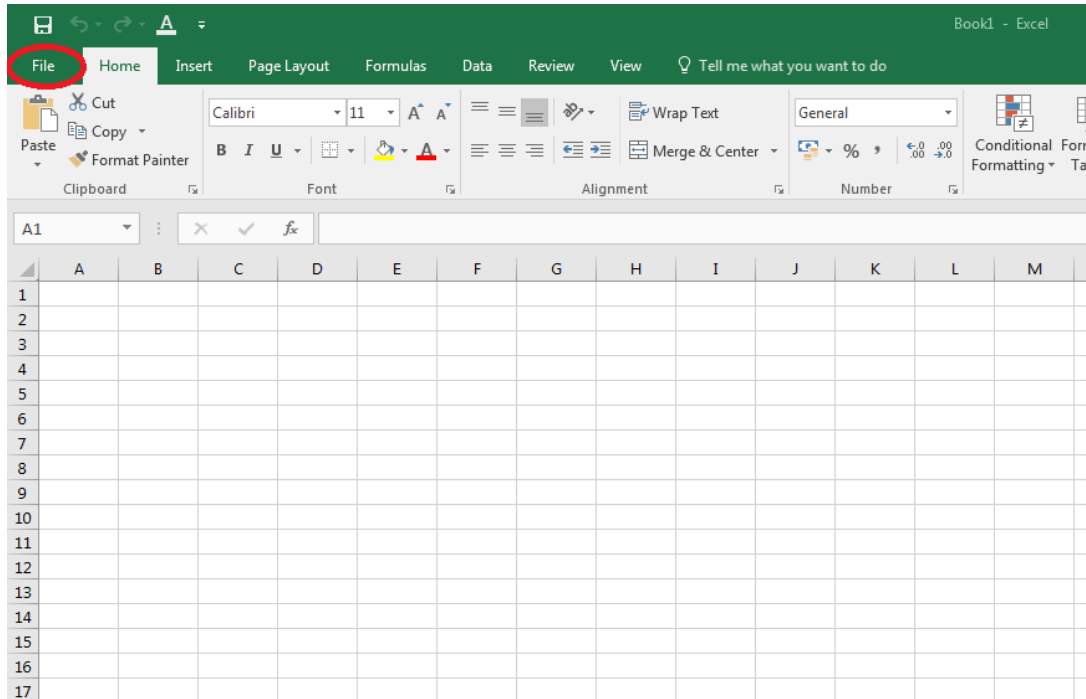 Book1 - Excel
File Home Insert Page Layout Formulas Data Review View Tell me what you want to do
Cut
Copy
Format Painter
Paste
Clipboard
Calibri 11
B I U
Font
Wrap Text
Merge & Center
Alignment
General
% , .00
Number
Conditional
Formatting
A1
fx
A B C D E F G H I J K L M
1
2
3
4
5
6
7
8
9
10
11
12
13
14
15
16
17